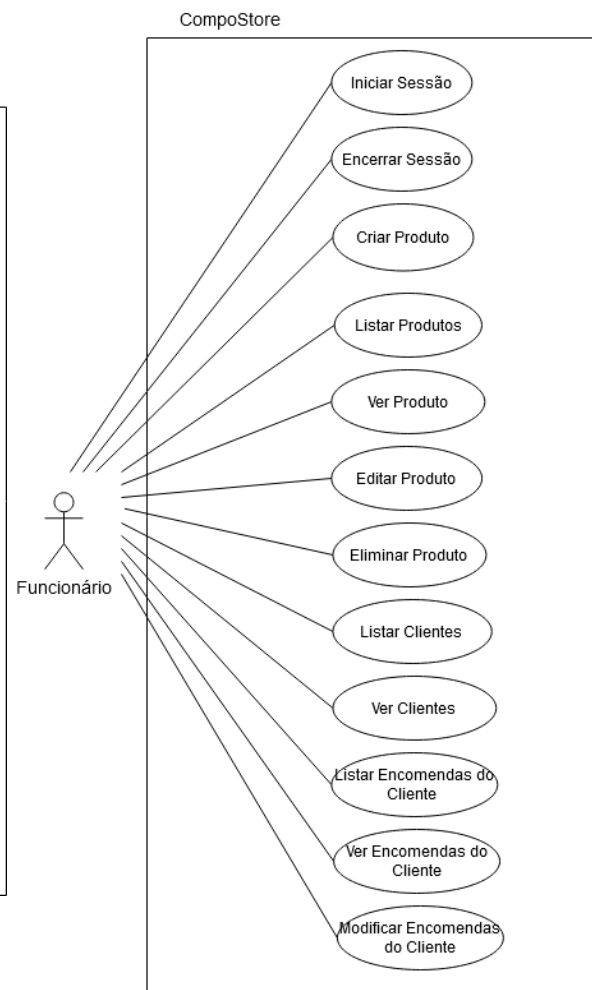 CompoStore
Iniciar Sessão
Encerrar Sessão
Criar Produto
Listar Produtos
Ver Produto
Editar Produto
Eliminar Produto
Funcionário
Listar Clientes
Ver Clientes
Listar Encomendas do
Cliente
Ver Encomendas do
Cliente
Modificar Encomendas
do Cliente